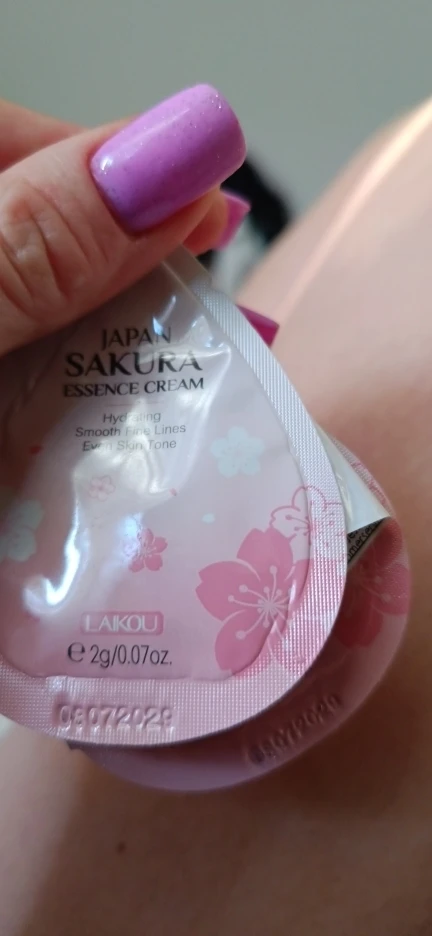 JAPAN
SAKURA
ESSENCE CREAM
Hydrating
Smooth Fine Lines
Even Skin Tone
LAIKOU
℮ 2g/0.07oz.